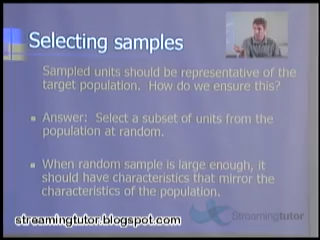 Selecting samples
Sampled units should be representative of the
target population. How do we ensure this?
Answer: Select a subset of units from the
population at random.
When random sample is large enough, it
should have characteristics that mirror the
characteristics of the population.
streamingtutor.blogspot.com
Streamingtutor